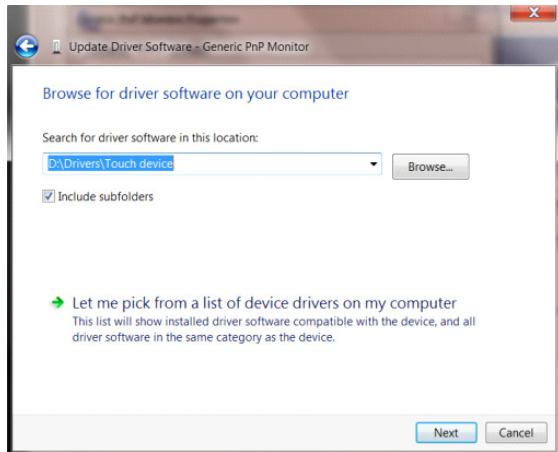 Update Driver Software - Generic PnP Monitor
Browse for driver software on your computer
Search for driver software in this location:
D:\Drivers\Touch device
Browse...
Include subfolders
Let me pick from a list of device drivers on my computer
This list will show installed driver software compatible with the device, and all
driver software in the same category as the device.
Next
Cancel